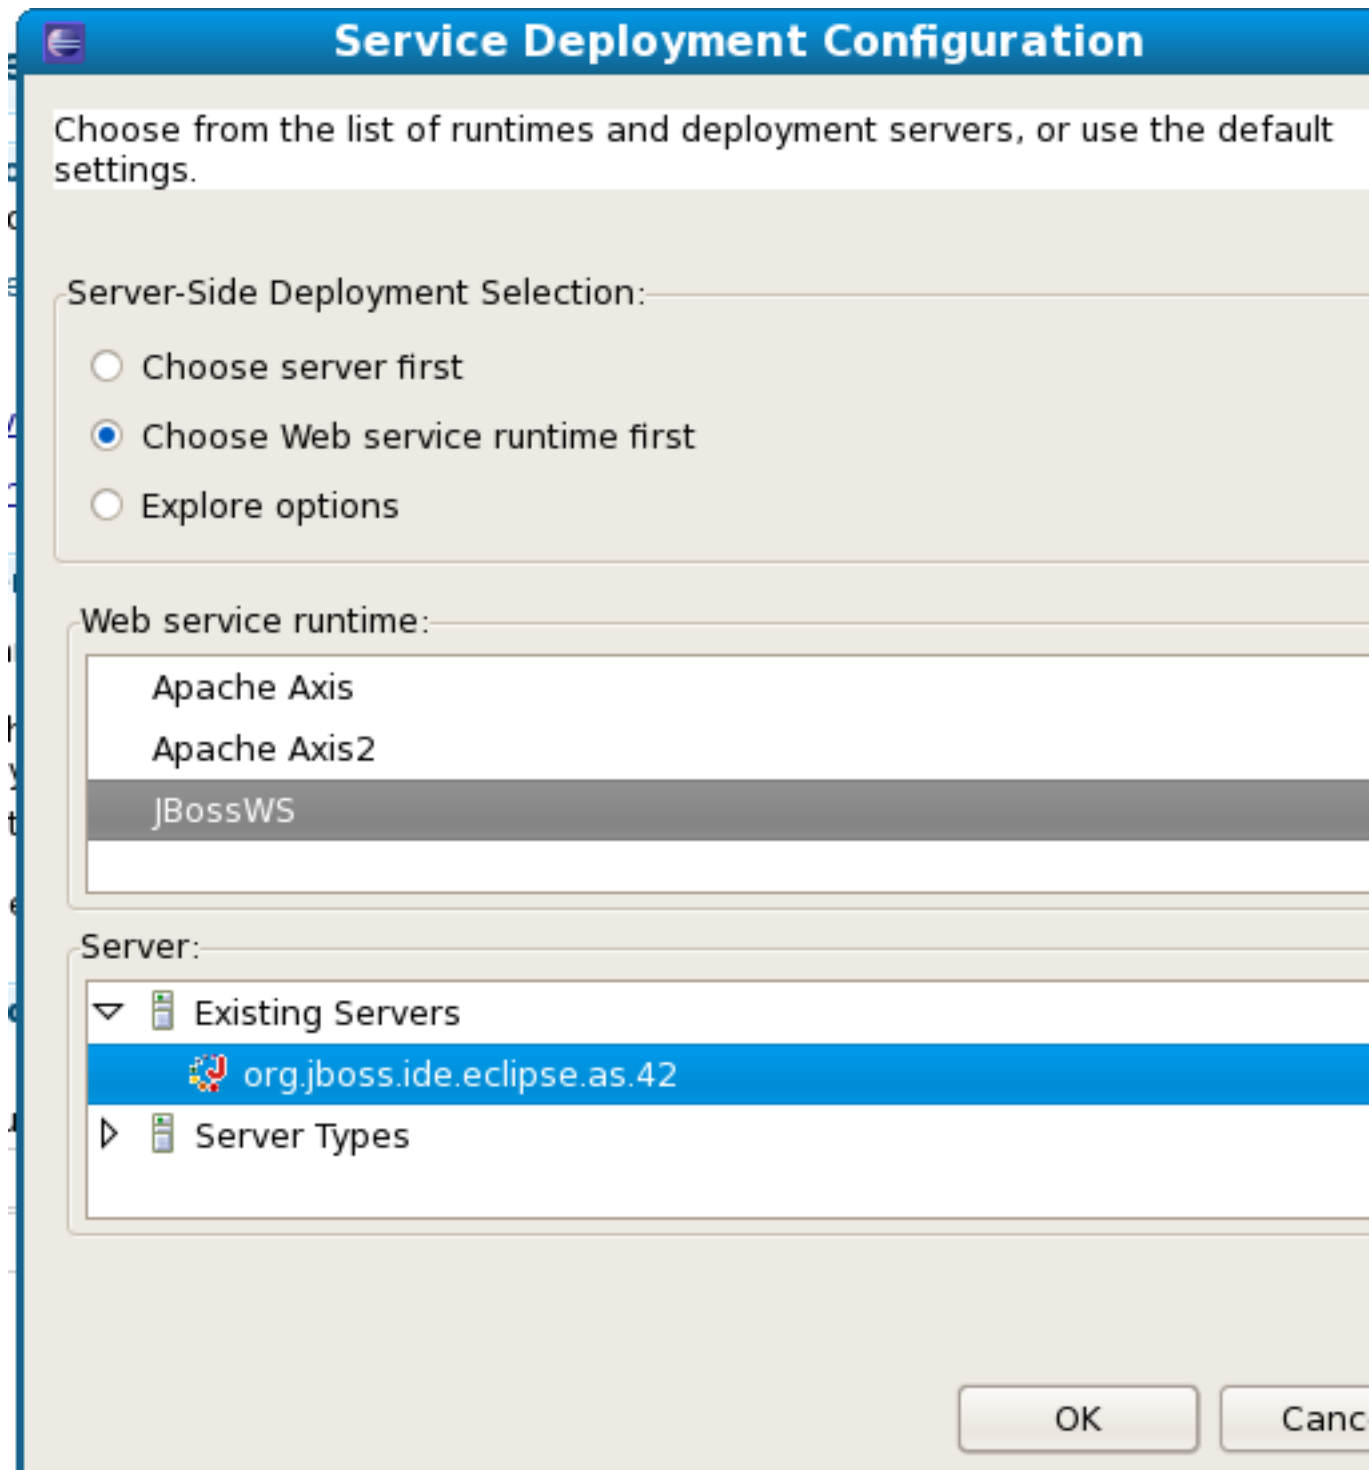 Service Deployment Configuration
Choose from the list of runtimes and deployment servers, or use the default
settings.
Server-Side Deployment Selection:
Choose server first
Choose Web service runtime first
Explore options
Web service runtime:
Apache Axis
Apache Axis2
JBossWS
Server:
Existing Servers
org.jboss.ide.eclipse.as.42
Server Types
OK